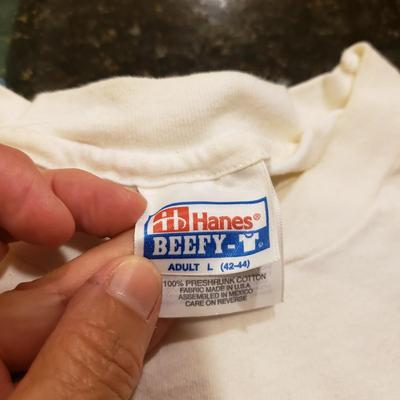 Hanes®
BEEFY-
ADULT L (42-44)
100% PRESHRUNK COTTON
FABRIC MADE IN U.S.A
ASSEMBLED IN MEXICO
CARE ON REVERSE